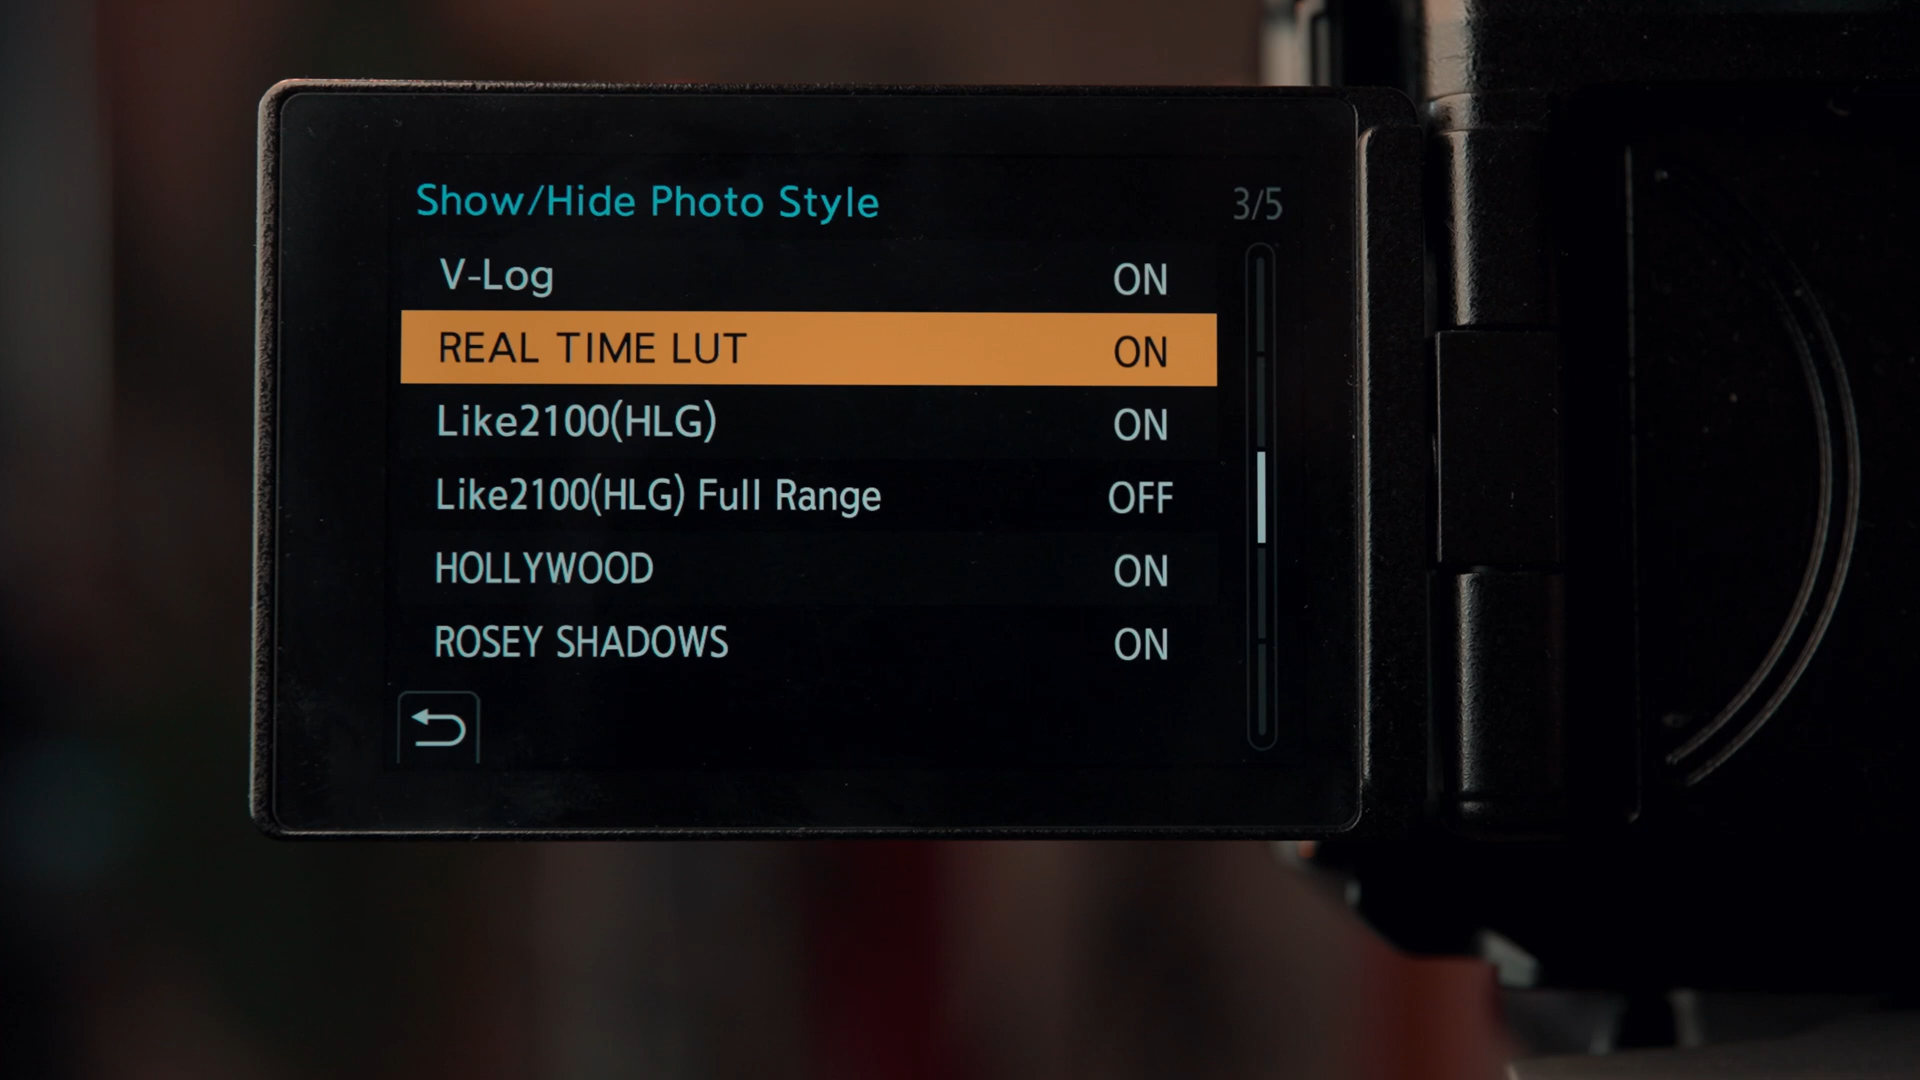 Show/Hide Photo Style 3/5
V-Log ON
REAL TIME LUT ON
Like2100(HLG) ON
Like2100(HLG) Full Range OFF
HOLLYWOOD ON
ROSEY SHADOWS ON